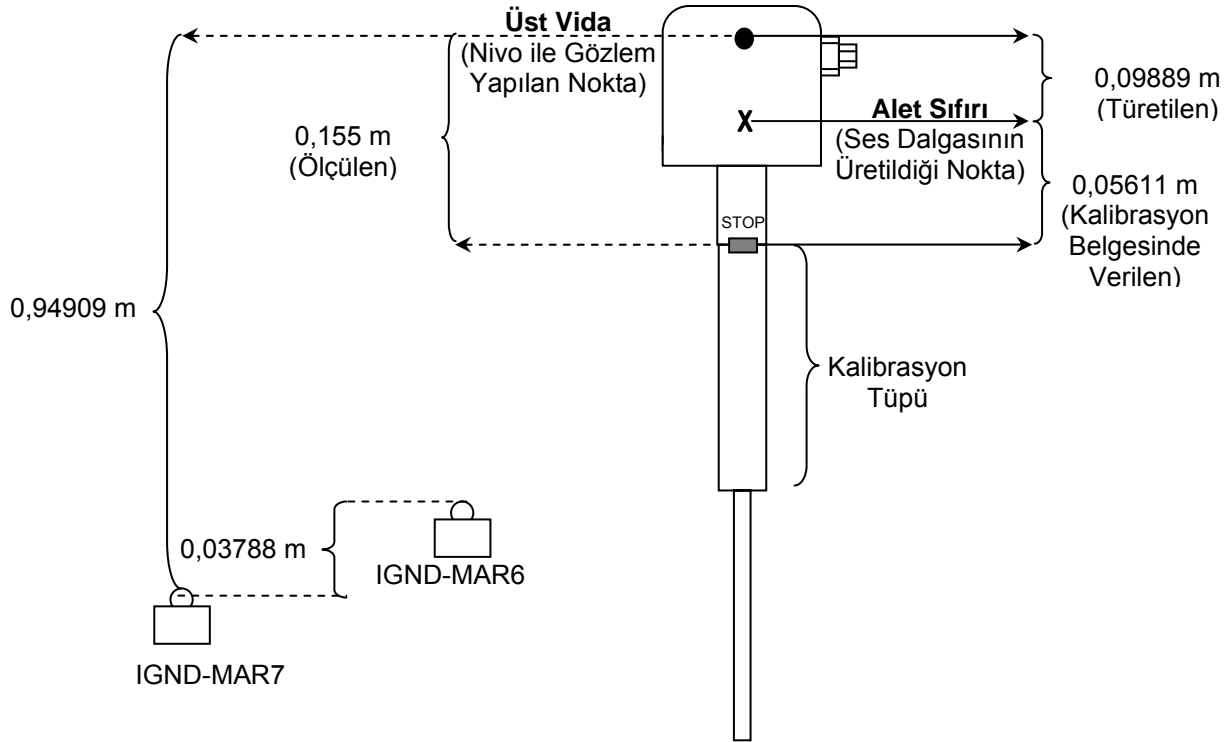 Üst Vida
(Nivo ile Gözlem
Yapılan Nokta)
0,09889 m
(Türetilen)
0,155 m
(Ölçülen)
Alet Sıfırı
(Ses Dalgasının
Üretildiği Nokta)
0,05611 m
(Kalibrasyon
Belgesinde
Verilen)
X
STOP
0,94909 m
Kalibrasyon
Tüpü
0,03788 m
IGND-MAR6
IGND-MAR7